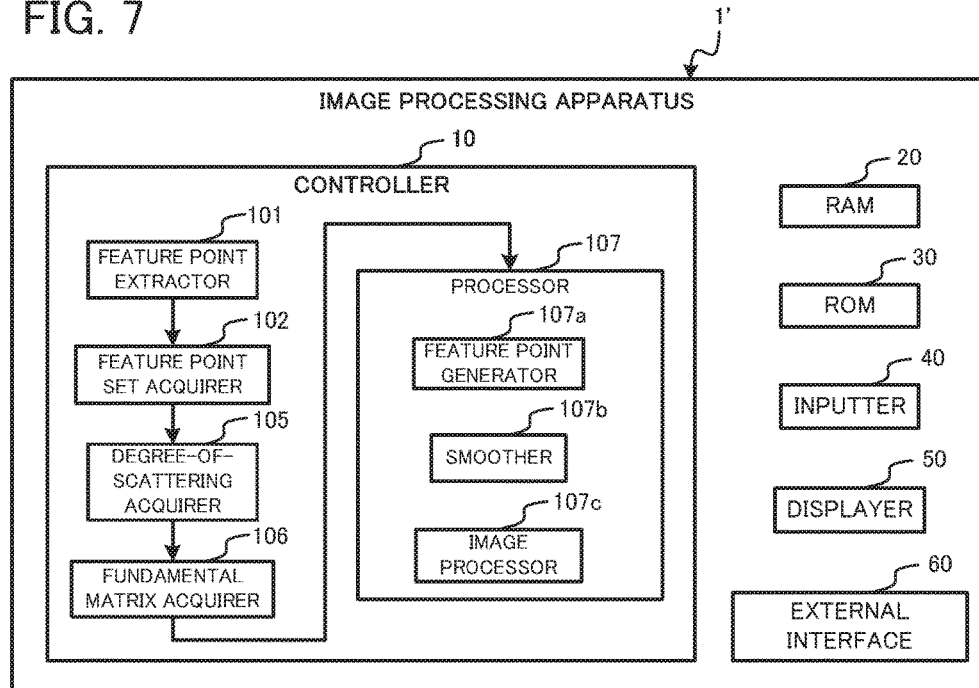 FIG. 7
1'
IMAGE PROCESSING APPARATUS
10
CONTROLLER
101
FEATURE POINT
EXTRACTOR
102
FEATURE POINT
SET ACQUIRER
105
DEGREE-OF-
SCATTERING
ACQUIRER
106
FUNDAMENTAL
MATRIX ACQUIRER
107
PROCESSOR
107a
FEATURE POINT
GENERATOR
107b
SMOOTHER
107c
IMAGE
PROCESSOR
20
RAM
30
ROM
40
INPUTTER
50
DISPLAYER
60
EXTERNAL
INTERFACE